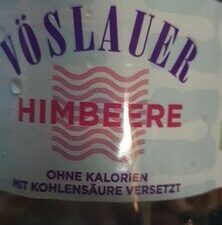 VÖSLAUER
HIMBEERE
OHNE KALORIEN
MIT KOHLENSÄURE VERSETZT